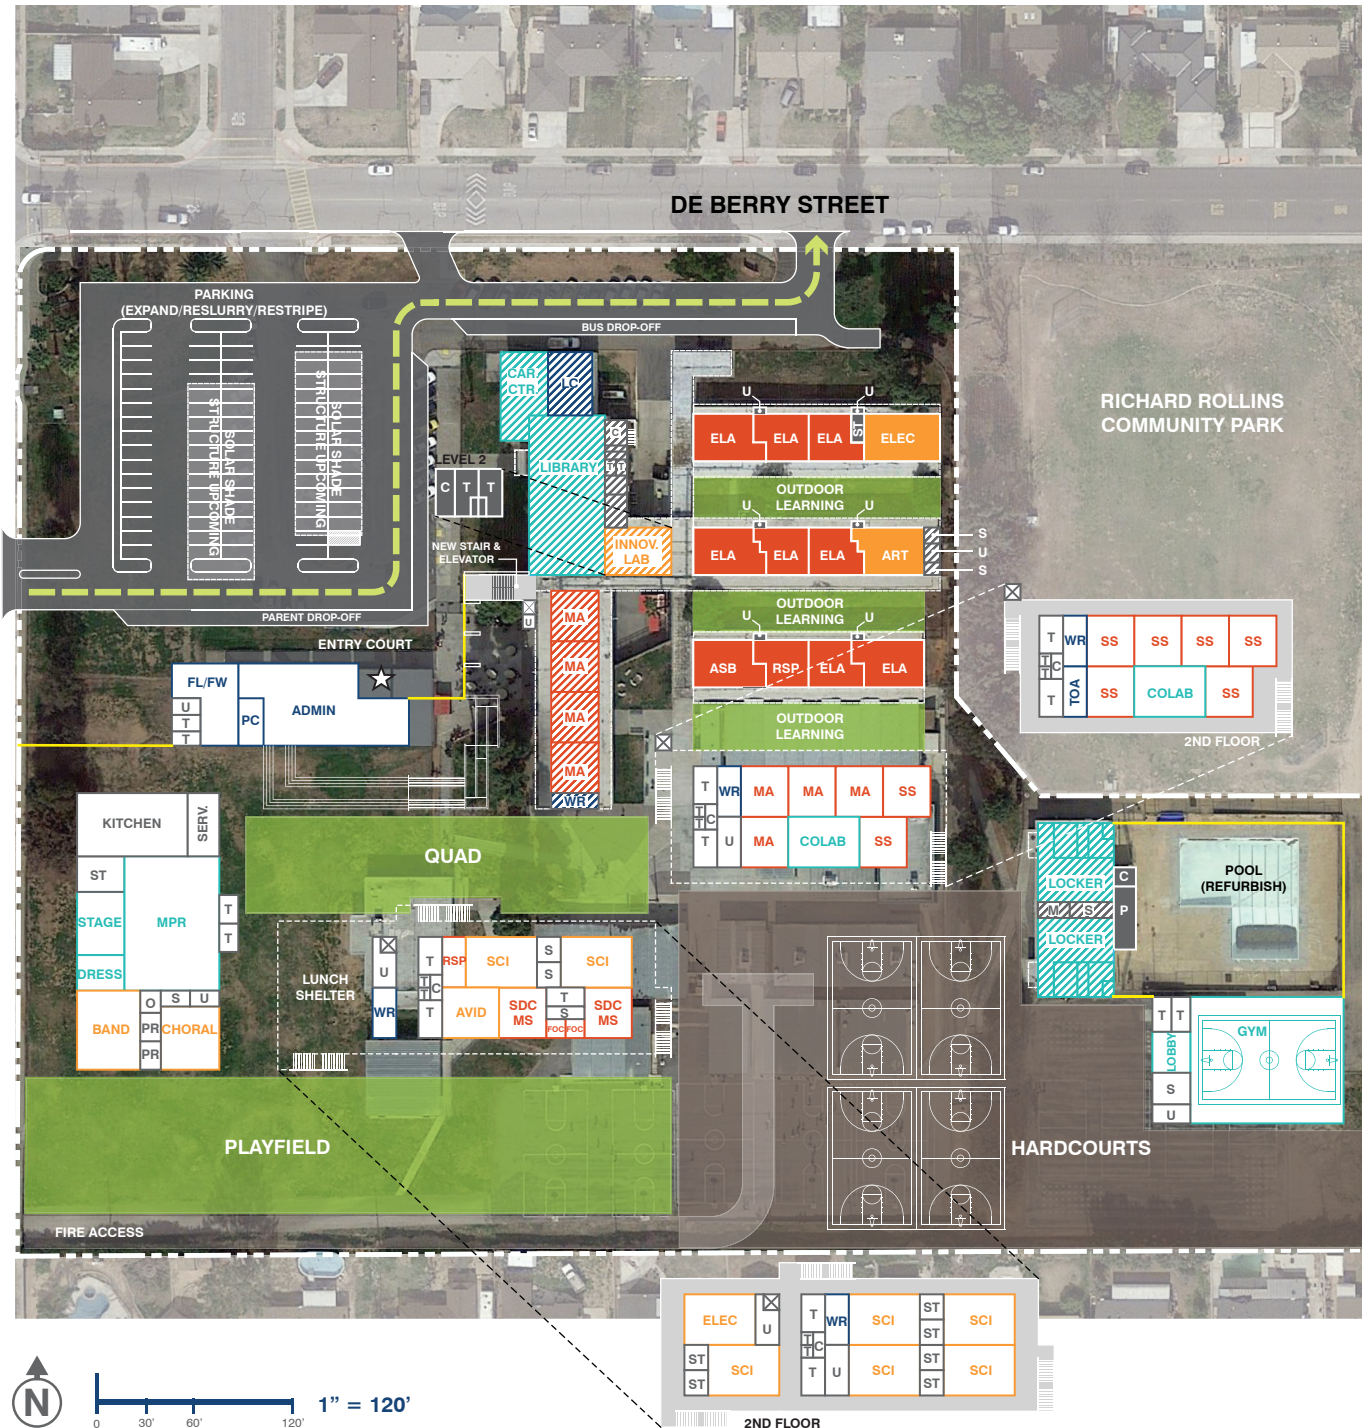 DE BERRY STREET
PARKING
(EXPAND/RESLURRY/RESTRIPE)
BUS DROP-OFF
SOLAR SHADE
STRUCTURE UPCOMING
SOLAR SHADE
STRUCTURE UPCOMING
PARENT DROP-OFF
RICHARD ROLLINS
COMMUNITY PARK
CAR.
CTR.
LC
LIBRARY
C
T T
INNOV.
LAB
LEVEL 2
C T T
NEW STAIR &
ELEVATOR
U
U U
ELA ELA ELA ST ELEC
OUTDOOR
LEARNING
U U
ELA ELA ELA ART
S
U
S
OUTDOOR
LEARNING
U U
ASB RSP ELA ELA
OUTDOOR
LEARNING
MA
MA
MA
MA
WR
ENTRY COURT
FL/FW
U
T
T
PC
ADMIN
T WR SS SS SS SS
T C
T
T TOA SS COLAB SS
2ND FLOOR
T WR MA MA MA SS
T C
T
T U MA COLAB SS
KITCHEN
SERV.
ST
STAGE
MPR
T
T
DRESS
BAND
O S U
PR
CHORAL
PR
QUAD
LUNCH
SHELTER
U
WR
T RSP SCI S SCI
S
T C
T
T AVID SDC
MS
T
S
FOC FOC
SDC
MS
LOCKER
M S
LOCKER
C
P
POOL
(REFURBISH)
T T
LOBBY
GYM
S
U
PLAYFIELD
HARDCOURTS
FIRE ACCESS
ELEC
U
ST
ST
SCI
T WR SCI ST SCI
ST
T C
T
T U SCI ST SCI
ST
2ND FLOOR
N
0 30' 60' 120'
1” = 120’